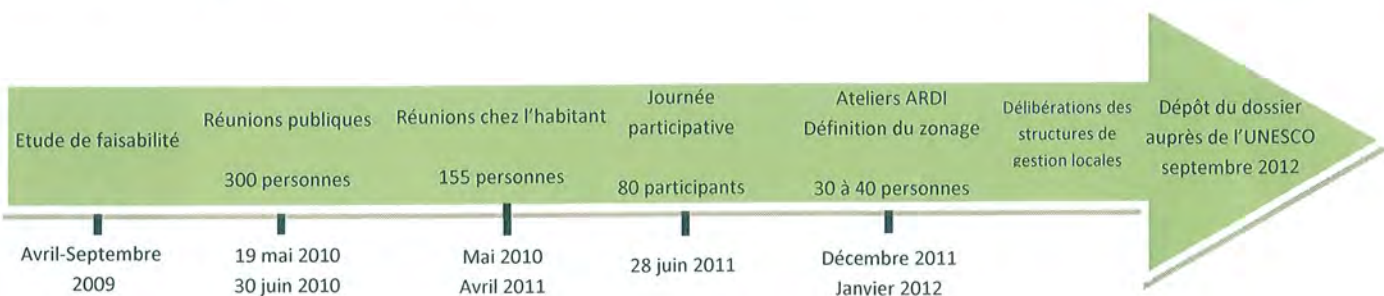 Etude de faisabilité
Avril-Septembre
2009
Réunions publiques
300 personnes
19 mai 2010
30 juin 2010
Réunions chez l'habitant
155 personnes
Mai 2010
Avril 2011
Journée
participative
80 participants
28 juin 2011
Ateliers ARDI
Définition du zonage
30 à 40 personnes
Décembre 2011
Janvier 2012
Délibérations des
structures de
gestion locales
Dépôt du dossier
auprès de l'UNESCO
septembre 2012